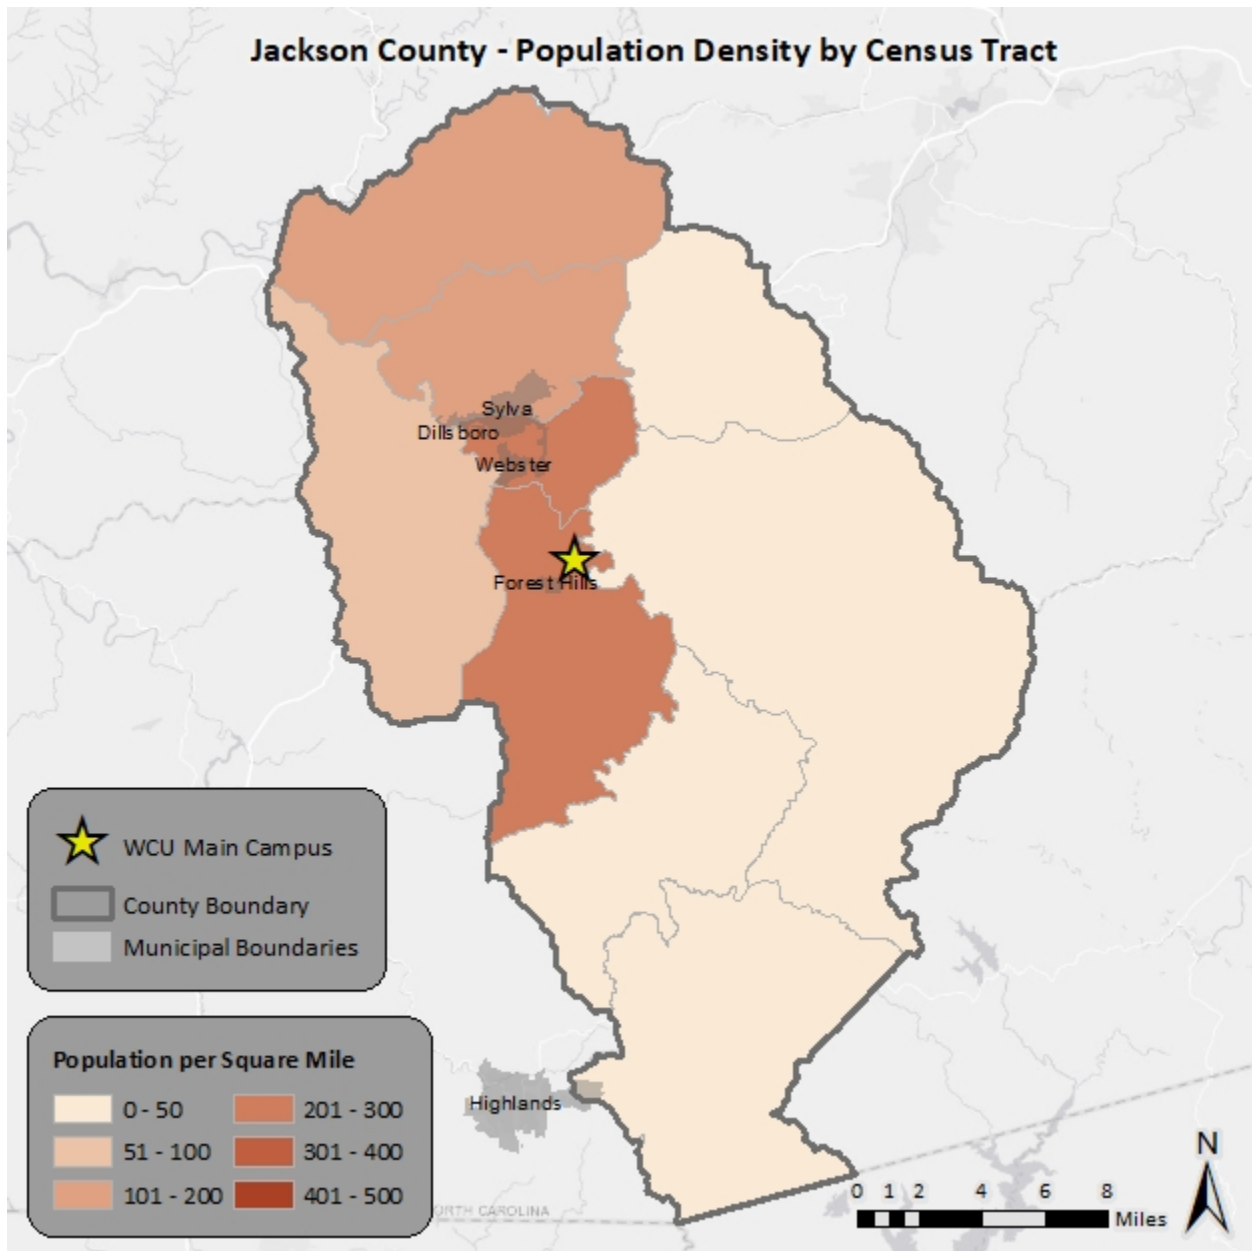 Jackson County - Population Density by Census Tract
Sylva
Dillsboro
Webster
Forest Hills
WCU Main Campus
County Boundary
Municipal Boundaries
Population per Square Mile
0 - 50
201 - 300
51 - 100
301 - 400
101 - 200
401 - 500
Highlands
ORTH CAROLINA
N
0 1 2 4 6 8
Miles